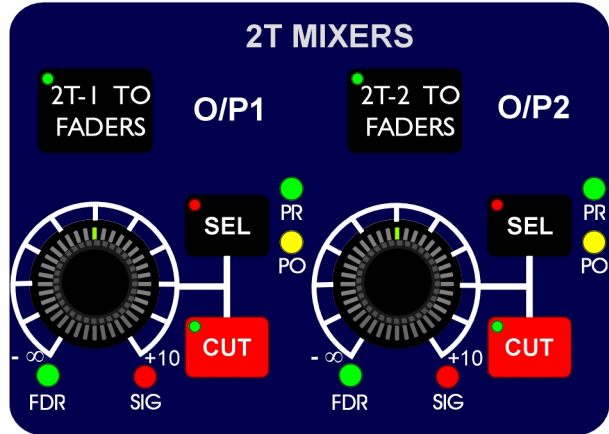 2T MIXERS
2T-1 TO
FADERS
O/P1
2T-2 TO
FADERS
O/P2
SEL
PR
PO
CUT
- ∞
+10
FDR
SIG
SEL
PR
PO
CUT
- ∞
+10
FDR
SIG